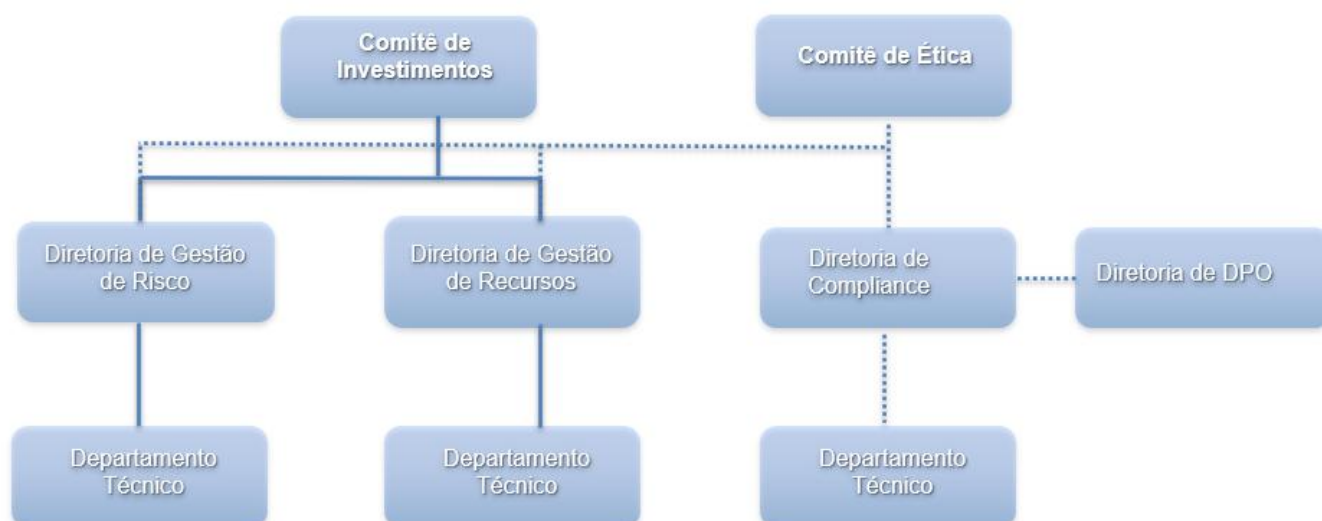 Comitê de
Investimentos
Comitê de Ética
Diretoria de Gestão
de Risco
Diretoria de Gestão
de Recursos
Diretoria de
Compliance
Diretoria de DPO
Departamento
Técnico
Departamento
Técnico
Departamento
Técnico